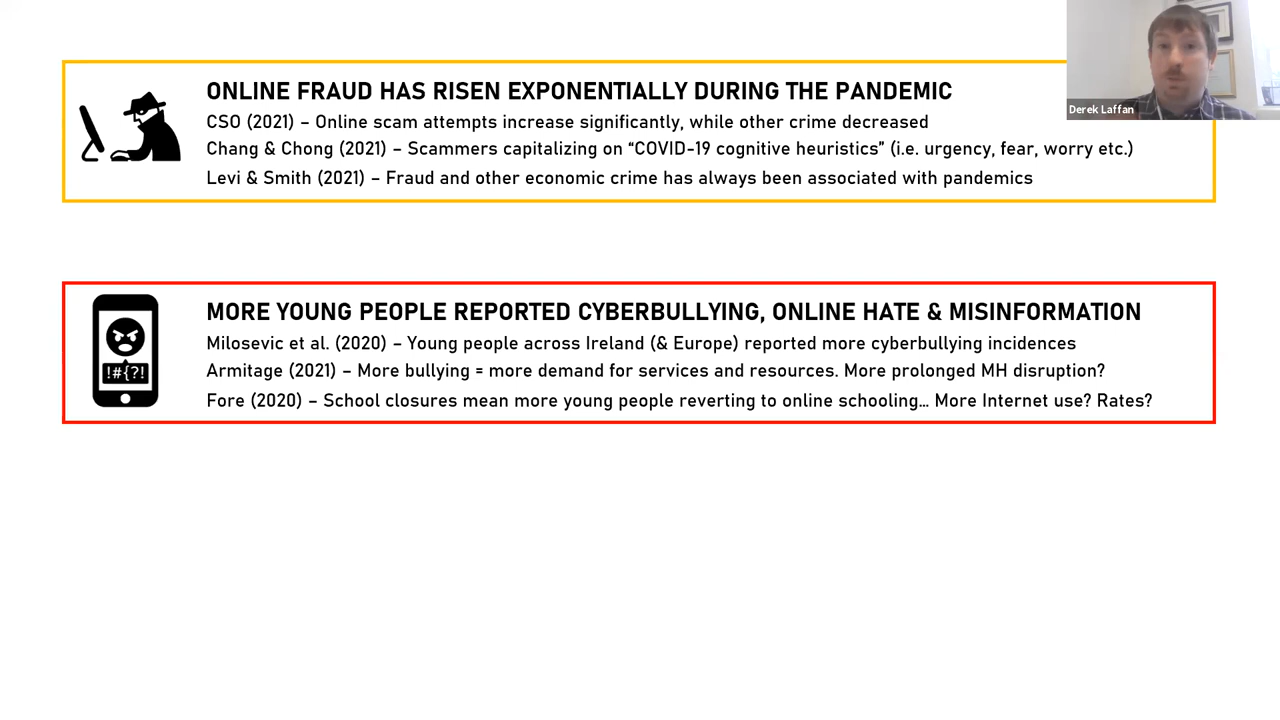 ONLINE FRAUD HAS RISEN EXPONENTIALLY DURING THE PANDEMIC
CSO (2021) – Online scam attempts increase significantly, while other crime decreased
Chang & Chong (2021) – Scammers capitalizing on “COVID-19 cognitive heuristics” (i.e. urgency, fear, worry etc.)
Levi & Smith (2021) – Fraud and other economic crime has always been associated with pandemics
Derek Laffan
MORE YOUNG PEOPLE REPORTED CYBERBULLYING, ONLINE HATE & MISINFORMATION
Milosevic et al. (2020) – Young people across Ireland (& Europe) reported more cyberbullying incidences
Armitage (2021) – More bullying = more demand for services and resources. More prolonged MH disruption?
Fore (2020) – School closures mean more young people reverting to online schooling… More Internet use? Rates?
!#{?!